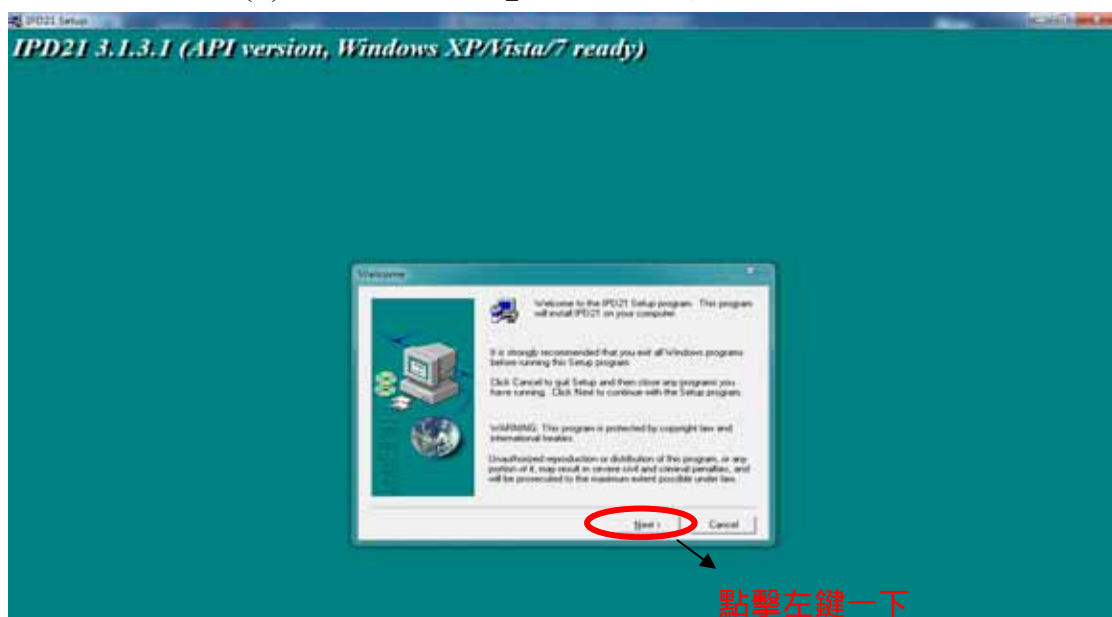 IPD21 Setup
IPD21 3.1.3.1 (API version, Windows XP/Vista/7 ready)
Welcome
Welcome to the IPD21 Setup program. This program
will install IPD21 on your computer.
It is strongly recommended that you exit all Windows programs
before running this Setup program.
Click Cancel to quit Setup and then close any programs you
have running. Click Next to continue with the Setup program.
WARNING: This program is protected by copyright law and
international treaties.
Unauthorized reproduction or distribution of this program, or any
portion of it, may result in severe civil and criminal penalties, and
will be prosecuted to the maximum extent possible under law.
Next >
Cancel
點擊左鍵一下